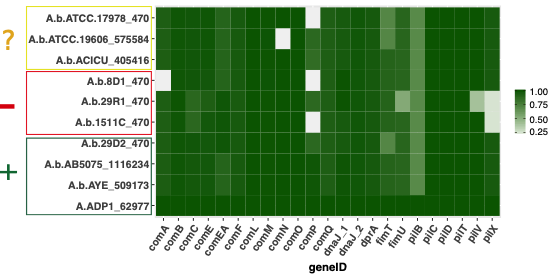 ?
A.b.ATCC.17978_470
A.b.ATCC.19606_575584
A.b.ACICU_405416
A.b.8D1_470
A.b.29R1_470
A.b.1511C_470
A.b.29D2_470
A.b.AB5075_1116234
A.b.AYE_509173
A.ADP1_62977
−
+
comA comB comC comE comEA comF comL comM comN comO comP comQ dnaJ_1 dnaJ_2 dprA fimT fimU pilB pilC pilD pilT pilV pilX
geneID
1.00
0.75
0.50
0.25